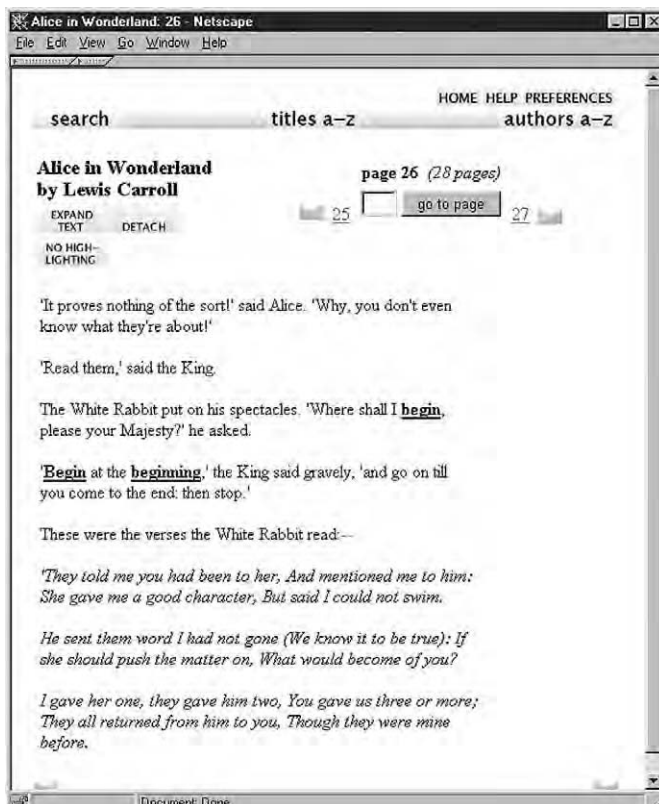 Alice in Wonderland: 26 - Netscape
File Edit View Go Window Help
HOME HELP PREFERENCES
search titles a–z authors a–z
Alice in Wonderland
by Lewis Carroll
page 26 (28 pages)
25 go to page 27
EXPAND
TEXT
DETACH
NO HIGH–
LIGHTING
'It proves nothing of the sort!' said Alice. 'Why, you don't even
know what they're about!'
'Read them,' said the King.
The White Rabbit put on his spectacles. 'Where shall I begin,
please your Majesty?' he asked.
'Begin at the beginning,' the King said gravely, 'and go on till
you come to the end: then stop.'
These were the verses the White Rabbit read:--
'They told me you had been to her, And mentioned me to him:
She gave me a good character, But said I could not swim.
He sent them word I had not gone (We know it to be true): If
she should push the matter on, What would become of you?
I gave her one, they gave him two, You gave us three or more;
They all returned from him to you, Though they were mine
before.
Document: Done